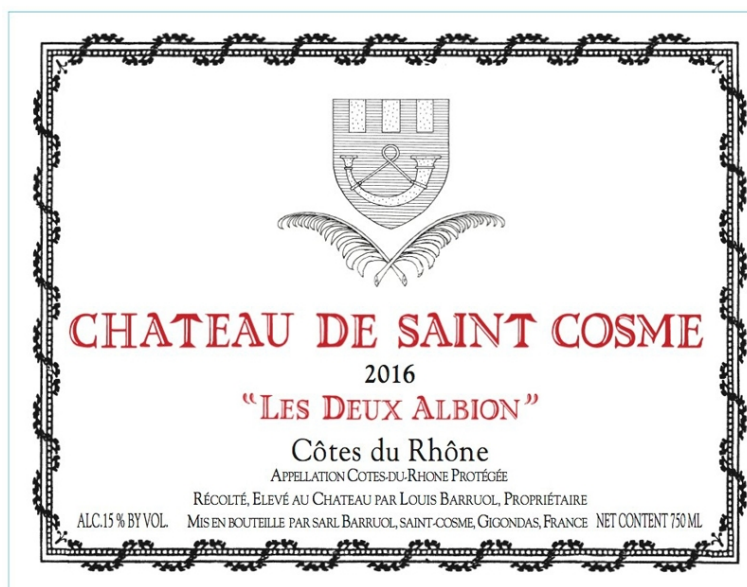 CHATEAU DE SAINT COSME
2016
“LES DEUX ALBION”
Côtes du Rhône
APPELLATION COTES-DU-RHONE PROTÉGÉE
RÉCOLTÉ, ELEVÉ AU CHATEAU PAR LOUIS BARRUOL, PROPRIÉTAIRE
ALC.15 % BY VOL. MIS EN BOUTEILLE PAR SARL BARRUOL, SAINT-COSME, GIGONDAS, FRANCE NET CONTENT 750 ML